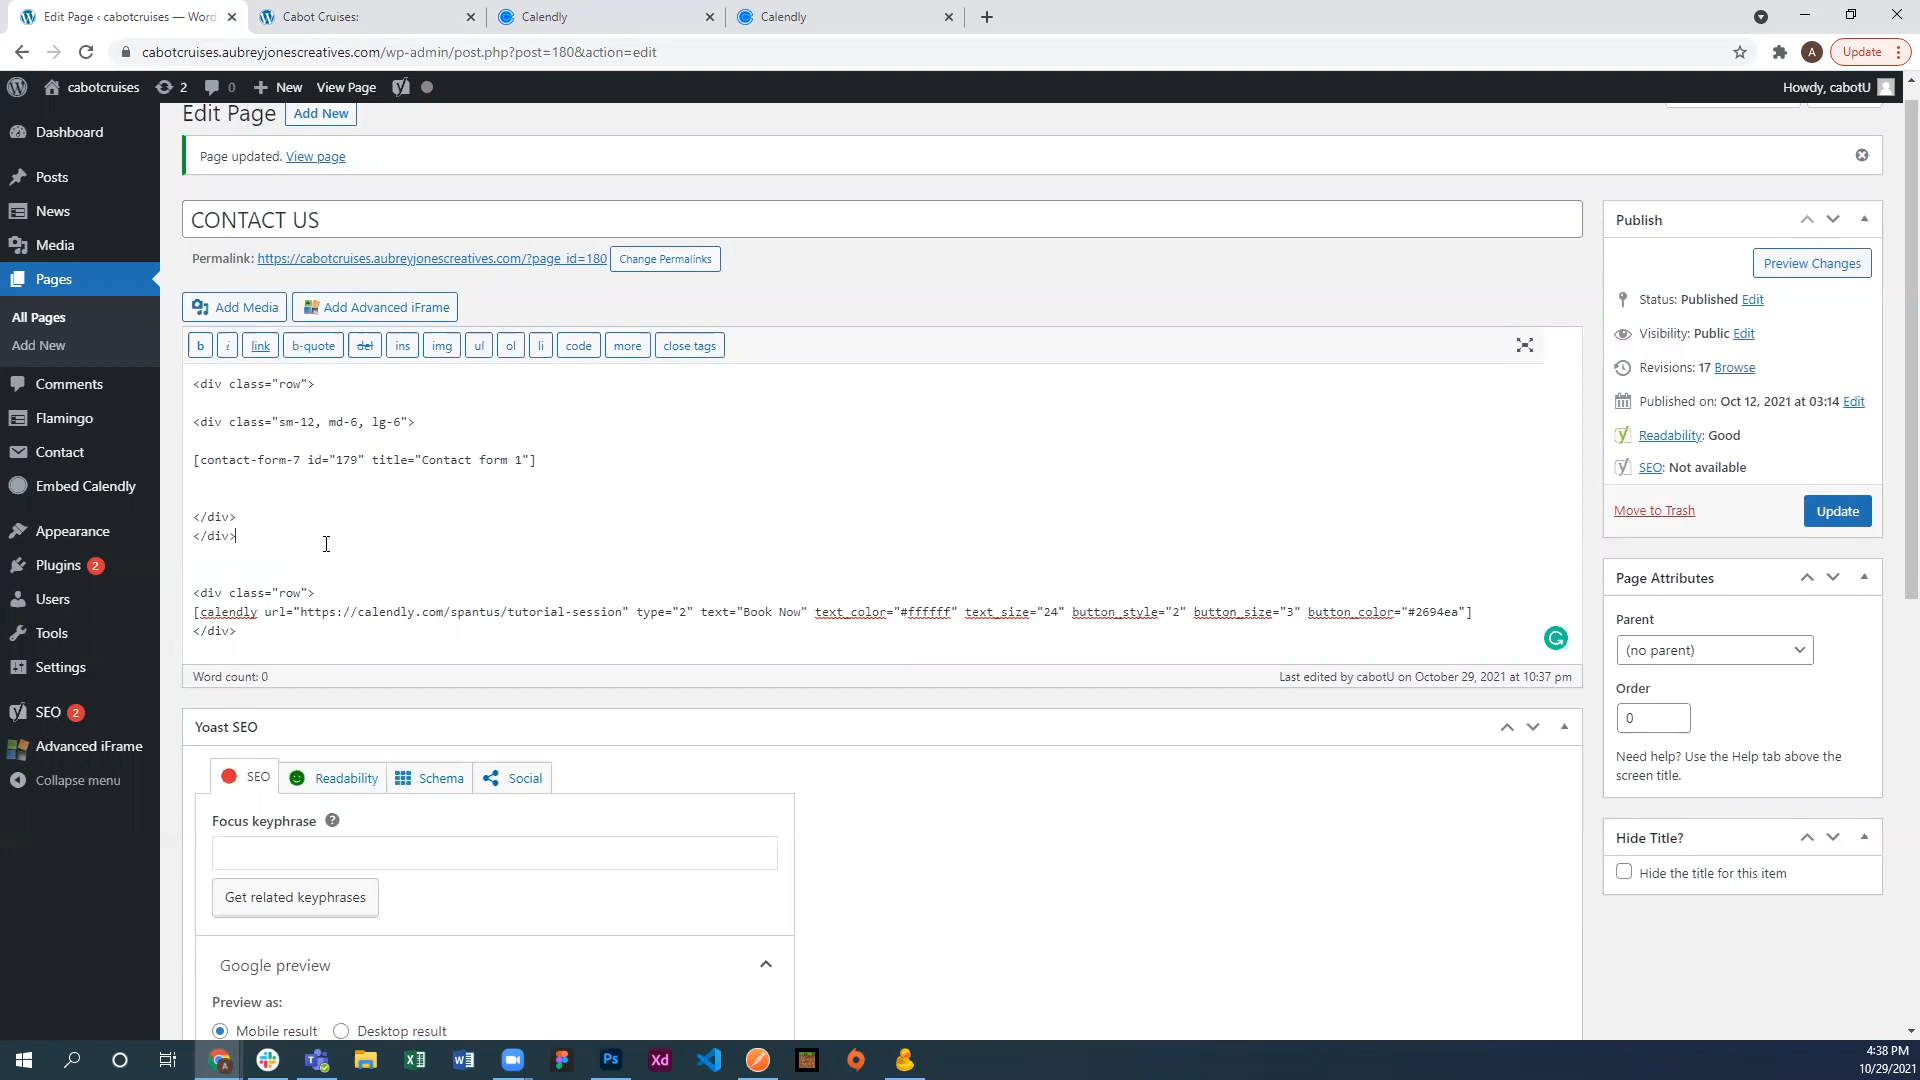 Edit Page ‹ cabotcruises — Word
Cabot Cruises:
Calendly
Calendly
cabotcruises.aubreyjonescreatives.com/wp-admin/post.php?post=180&action=edit
A
Update
cabotcruises
2
0
New
View Page
Howdy, cabotU
Dashboard
Posts
News
Media
Pages
All Pages
Add New
Comments
Flamingo
Contact
Embed Calendly
Appearance
Plugins 2
Users
Tools
Settings
SEO 2
Advanced iFrame
Collapse menu
Edit Page
Add New
Page updated. View page
CONTACT US
Permalink: https://cabotcruises.aubreyjonescreatives.com/?page_id=180
Change Permalinks
Add Media
Add Advanced iFrame
b
i
link
b-quote
del
ins
img
ul
ol
li
code
more
close tags
<div class="row">
<div class="sm-12, md-6, lg-6">
[contact-form-7 id="179" title="Contact form 1"]
</div>
</div>
<div class="row">
[calendly url="https://calendly.com/spantus/tutorial-session" type="2" text="Book Now" text_color="#ffffff" text_size="24" button_style="2" button_size="3" button_color="#2694ea"]
</div>
Word count: 0
Last edited by cabotU on October 29, 2021 at 10:37 pm
Yoast SEO
SEO
Readability
Schema
Social
Focus keyphrase
Get related keyphrases
Google preview
Preview as:
Mobile result
Desktop result
Publish
Preview Changes
Status: Published Edit
Visibility: Public Edit
Revisions: 17 Browse
Published on: Oct 12, 2021 at 03:14 Edit
Readability: Good
SEO: Not available
Move to Trash
Update
Page Attributes
Parent
(no parent)
Order
0
Need help? Use the Help tab above the
screen title.
Hide Title?
Hide the title for this item
Ps
Xd
4:38 PM
10/29/2021